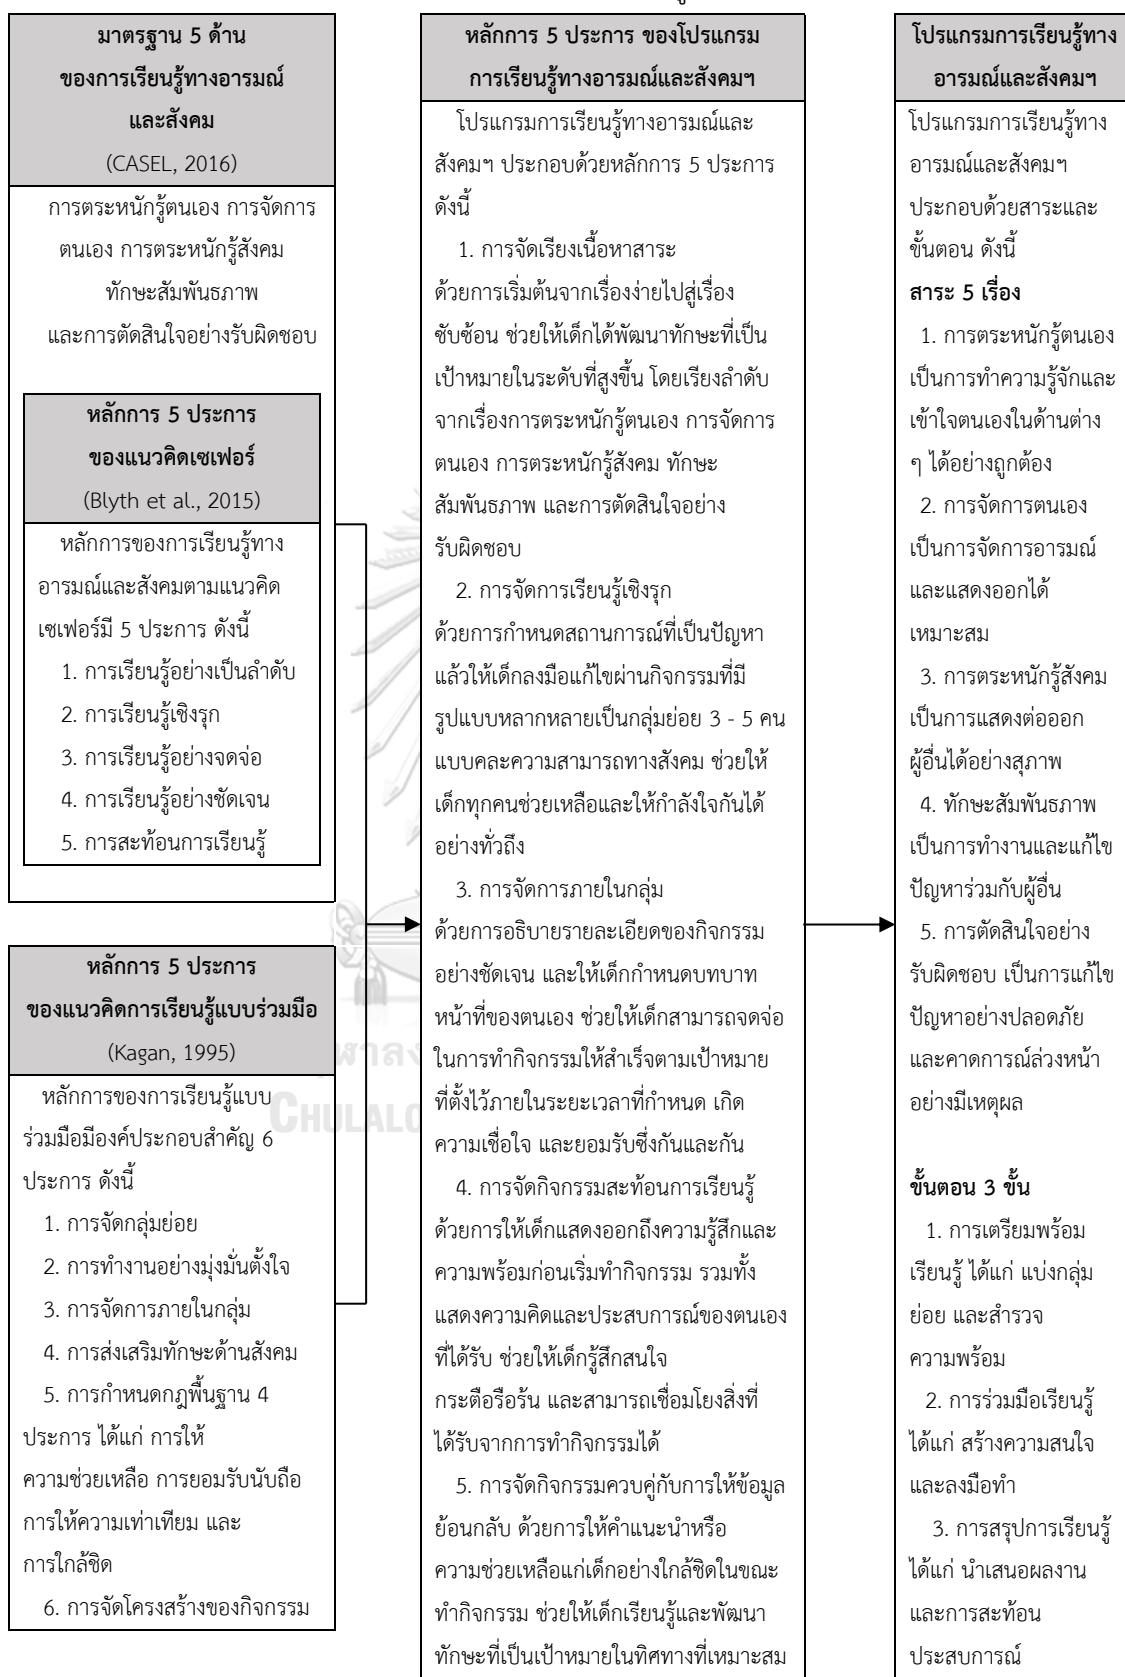 มาตรฐาน 5 ด้าน
ของการเรียนรู้ทางอารมณ์
และสังคม
(CASEL, 2016)
การตระหนักรู้ตนเอง การจัดการ
ตนเอง การตระหนักรู้สังคม
ทักษะสัมพันธภาพ
และการตัดสินใจอย่างรับผิดชอบ
หลักการ 5 ประการ
ของแนวคิดเซเฟอร์
(Blyth et al., 2015)
หลักการของการเรียนรู้ทาง
อารมณ์และสังคมตามแนวคิด
เซเฟอร์มี 5 ประการ ดังนี้
1. การเรียนรู้อย่างเป็นลำดับ
2. การเรียนรู้เชิงรุก
3. การเรียนรู้อย่างจดจ่อ
4. การเรียนรู้อย่างชัดเจน
5. การสะท้อนการเรียนรู้
หลักการ 5 ประการ
ของแนวคิดการเรียนรู้แบบร่วมมือ
(Kagan, 1995)
หลักการของการเรียนรู้แบบ
ร่วมมือมีองค์ประกอบสำคัญ 6
ประการ ดังนี้
1. การจัดกลุ่มย่อย
2. การทำงานอย่างมุ่งมั่นตั้งใจ
3. การจัดการภายในกลุ่ม
4. การส่งเสริมทักษะด้านสังคม
5. การกำหนดกฎพื้นฐาน 4
ประการ ได้แก่ การให้
ความช่วยเหลือ การยอมรับนับถือ
การให้ความเท่าเทียม และ
การใกล้ชิด
6. การจัดโครงสร้างของกิจกรรม
หลักการ 5 ประการ ของโปรแกรม
การเรียนรู้ทางอารมณ์และสังคมฯ
โปรแกรมการเรียนรู้ทางอารมณ์และ
สังคมฯ ประกอบด้วยหลักการ 5 ประการ
ดังนี้
1. การจัดเรียงเนื้อหาสาระ
ด้วยการเริ่มต้นจากเรื่องง่ายไปสู่เรื่อง
ซับซ้อน ช่วยให้เด็กได้พัฒนาทักษะที่เป็น
เป้าหมายในระดับที่สูงขึ้น โดยเรียงลำดับ
จากเรื่องการตระหนักรู้ตนเอง การจัดการ
ตนเอง การตระหนักรู้สังคม ทักษะ
สัมพันธภาพ และการตัดสินใจอย่าง
รับผิดชอบ
2. การจัดการเรียนรู้เชิงรุก
ด้วยการกำหนดสถานการณ์ที่เป็นปัญหา
แล้วให้เด็กลงมือแก้ไขผ่านกิจกรรมที่มี
รูปแบบหลากหลายเป็นกลุ่มย่อย 3 - 5 คน
แบบคละความสามารถทางสังคม ช่วยให้
เด็กทุกคนช่วยเหลือและให้กำลังใจกันได้
อย่างทั่วถึง
3. การจัดการภายในกลุ่ม
ด้วยการอธิบายรายละเอียดของกิจกรรม
อย่างชัดเจน และให้เด็กกำหนดบทบาท
หน้าที่ของตนเอง ช่วยให้เด็กสามารถจดจ่อ
ในการทำกิจกรรมให้สำเร็จตามเป้าหมาย
ที่ตั้งไว้ภายในระยะเวลาที่กำหนด เกิด
ความเชื่อใจ และยอมรับซึ่งกันและกัน
4. การจัดกิจกรรมสะท้อนการเรียนรู้
ด้วยการให้เด็กแสดงออกถึงความรู้สึกและ
ความพร้อมก่อนเริ่มทำกิจกรรม รวมทั้ง
แสดงความคิดและประสบการณ์ของตนเอง
ที่ได้รับ ช่วยให้เด็กรู้สึกสนใจ
กระตือรือร้น และสามารถเชื่อมโยงสิ่งที่
ได้รับจากการทำกิจกรรมได้
5. การจัดกิจกรรมควบคู่กับการให้ข้อมูล
ย้อนกลับ ด้วยการให้คำแนะนำหรือ
ความช่วยเหลือแก่เด็กอย่างใกล้ชิดในขณะ
ทำกิจกรรม ช่วยให้เด็กเรียนรู้และพัฒนา
ทักษะที่เป็นเป้าหมายในทิศทางที่เหมาะสม
โปรแกรมการเรียนรู้ทาง
อารมณ์และสังคมฯ
โปรแกรมการเรียนรู้ทาง
อารมณ์และสังคมฯ
ประกอบด้วยสาระและ
ขั้นตอน ดังนี้
สาระ 5 เรื่อง
1. การตระหนักรู้ตนเอง
เป็นการทำความรู้จักและ
เข้าใจตนเองในด้านต่าง
ๆ ได้อย่างถูกต้อง
2. การจัดการตนเอง
เป็นการจัดการอารมณ์
และแสดงออกได้
เหมาะสม
3. การตระหนักรู้สังคม
เป็นการแสดงต่อออก
ผู้อื่นได้อย่างสุภาพ
4. ทักษะสัมพันธภาพ
เป็นการทำงานและแก้ไข
ปัญหาร่วมกับผู้อื่น
5. การตัดสินใจอย่าง
รับผิดชอบ เป็นการแก้ไข
ปัญหาอย่างปลอดภัย
และคาดการณ์ล่วงหน้า
อย่างมีเหตุผล
ขั้นตอน 3 ขั้น
1. การเตรียมพร้อม
เรียนรู้ ได้แก่ แบ่งกลุ่ม
ย่อย และสำรวจ
ความพร้อม
2. การร่วมมือเรียนรู้
ได้แก่ สร้างความสนใจ
และลงมือทำ
3. การสรุปการเรียนรู้
ได้แก่ นำเสนอผลงาน
และการสะท้อน
ประสบการณ์